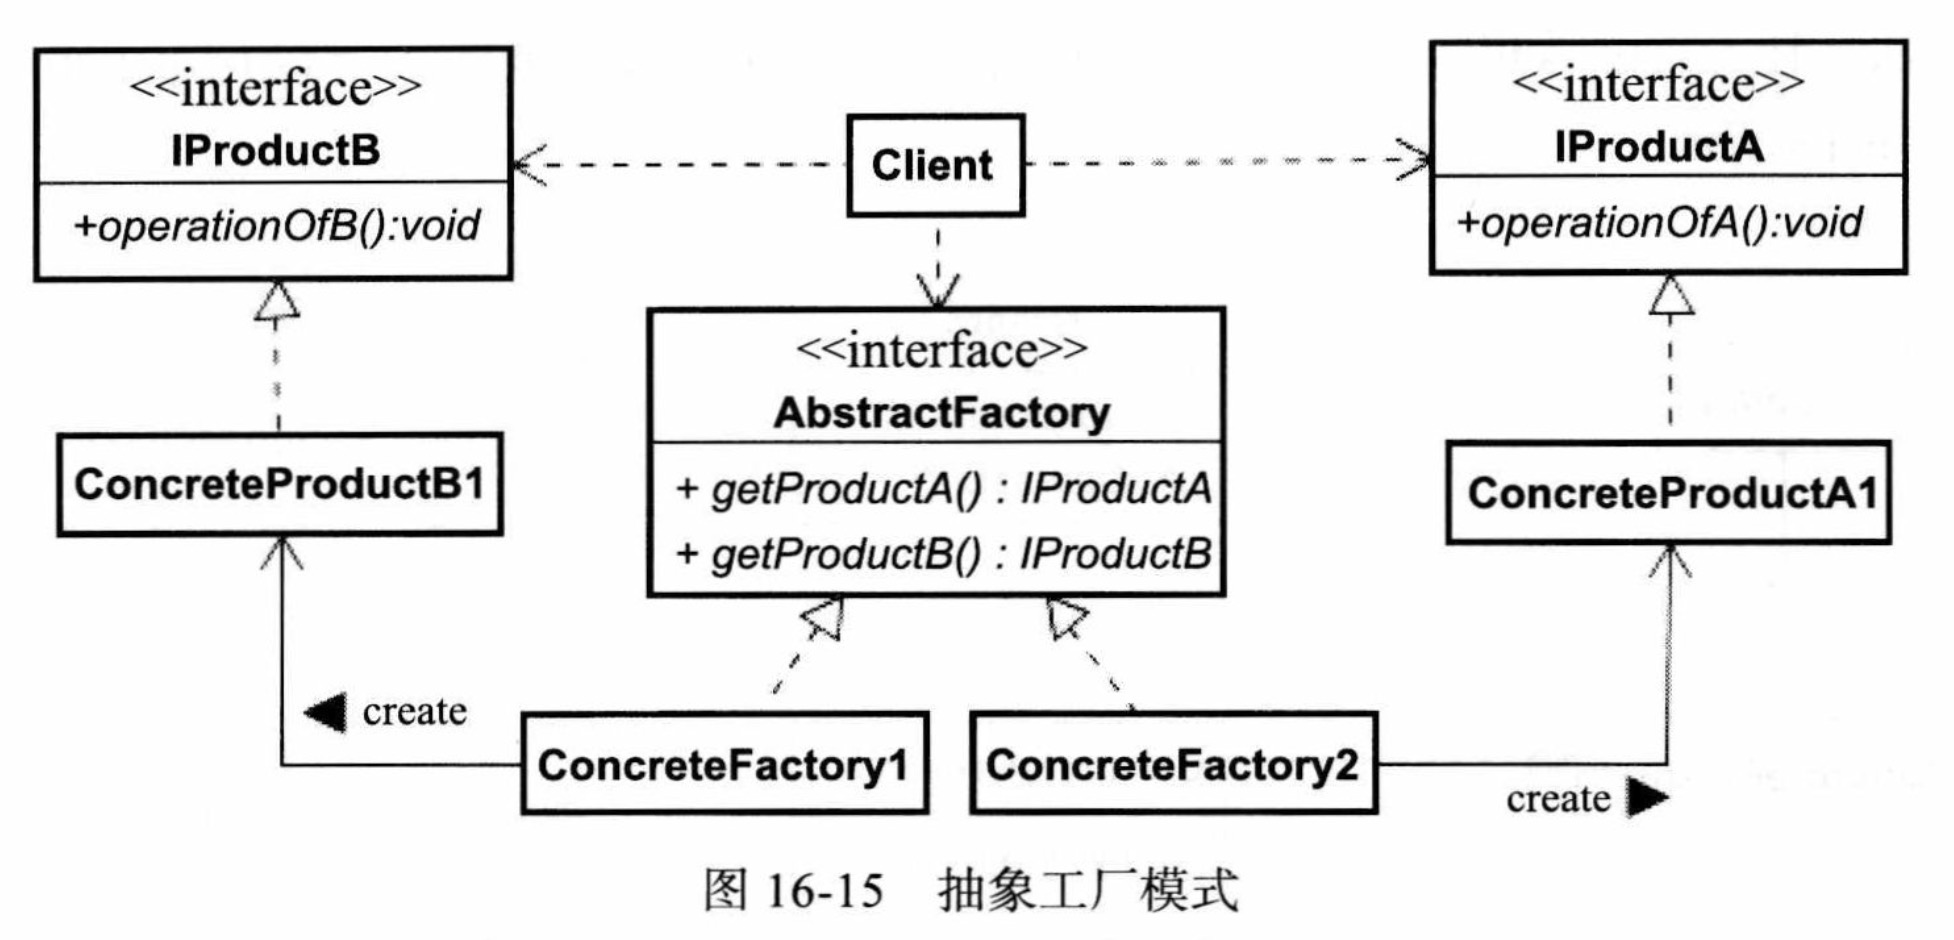 <<interface>>
IProductB
+operationOfB():void
Client
<<interface>>
IProductA
+operationOfA():void
<<interface>>
AbstractFactory
+ getProductA() : IProductA
+ getProductB() : IProductB
ConcreteProductB1
ConcreteProductA1
create
ConcreteFactory1
ConcreteFactory2
create
图 16-15 抽象工厂模式